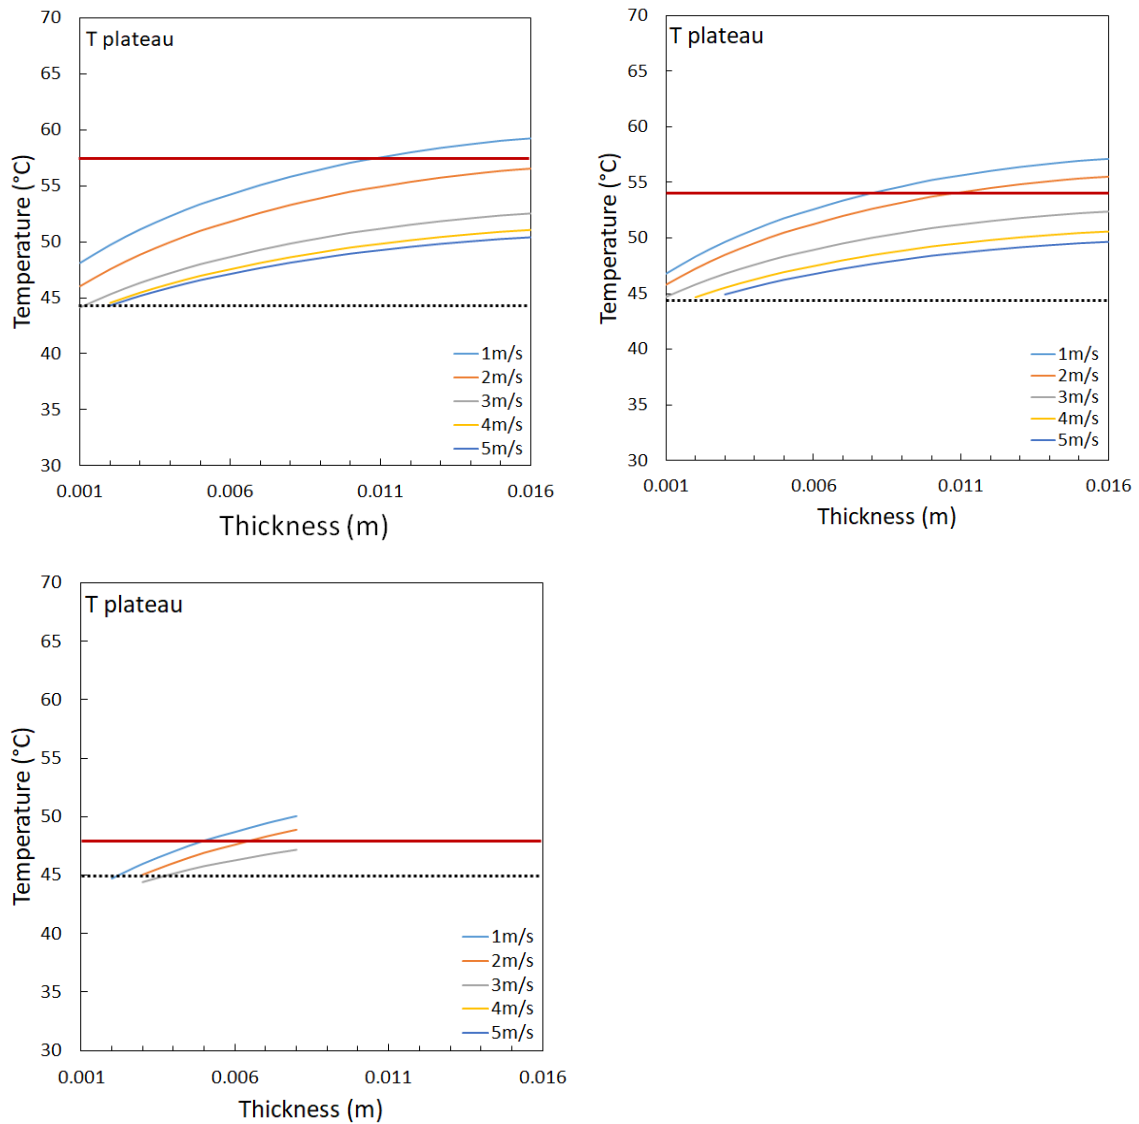 T plateau
70
65
60
55
50
45
40
35
30
Temperature (°C)
0.001
0.006
0.011
0.016
Thickness (m)
1m/s
2m/s
3m/s
4m/s
5m/s
T plateau
70
65
60
55
50
45
40
35
30
Temperature (°C)
0.001
0.006
0.011
0.016
Thickness (m)
1m/s
2m/s
3m/s
4m/s
5m/s
T plateau
70
65
60
55
50
45
40
35
30
Temperature (°C)
0.001
0.006
0.011
0.016
Thickness (m)
1m/s
2m/s
3m/s
4m/s
5m/s